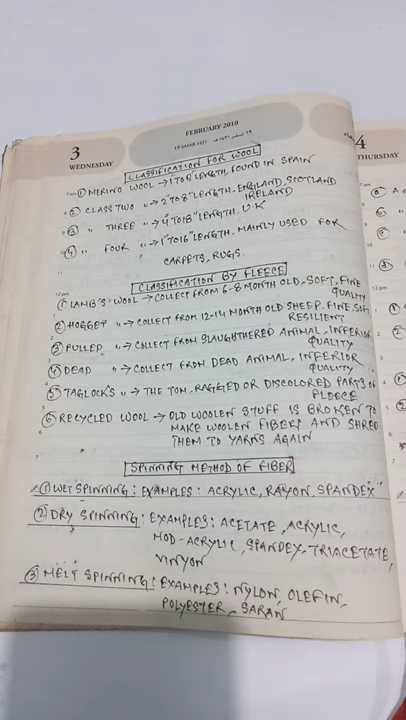 FEBRUARY 2010
3
WEDNESDAY
4
THURSDAY
CLASSIFICATION FOR WOOL
① MERINO WOOL → 1 TO 5" LENGTH, FOUND IN SPAIN
② CLASS TWO " → 2" TO 8" LENGTH, ENGLAND, SCOTLAND
IRELAND
③ " THREE " → 4 TO 18" LENGTH, U.K
④ " FOUR " → 1" TO 16" LENGTH, MAINLY USED FOR
CARPETS, RUGS.
12 pm
CLASSIFICATION BY FLEECE
① LAMB'S WOOL → COLLECT FROM 6-8 MONTH OLD, SOFT, FINE
QUALITY
② HOGGET " → COLLECT FROM 12-14 MONTH OLD SHEEP. FINE SOFT
RESILIENT
③ PULLED " → COLLECT FROM SLAUGHTHERED ANIMAL, INFERIOR
QUALITY
④ DEAD " → COLLECT FROM DEAD ANIMAL, INFERIOR
QUALITY
⑤ TAGLOCK'S " → THE TOM-RAGGED OR DISCOLORED PARTS OF
FLEECE
⑥ RECYCLED WOOL → OLD WOOLEN STUFF IS BROKEN TO
MAKE WOOLEN FIBERS AND SHRED
THEM TO YARNS AGAIN
SPINNING METHOD OF FIBER
① WET SPINNING : EXAMPLES : ACRYLIC, RAYON, SPANDEX
② DRY SPINNING : EXAMPLES : ACETATE, ACRYLIC,
MOD-ACRYLIC, SPANDEX, TRIACETATE,
VINYON
③ MELT SPINNING : EXAMPLES : NYLON, OLEFIN,
POLYESTER, SARAN